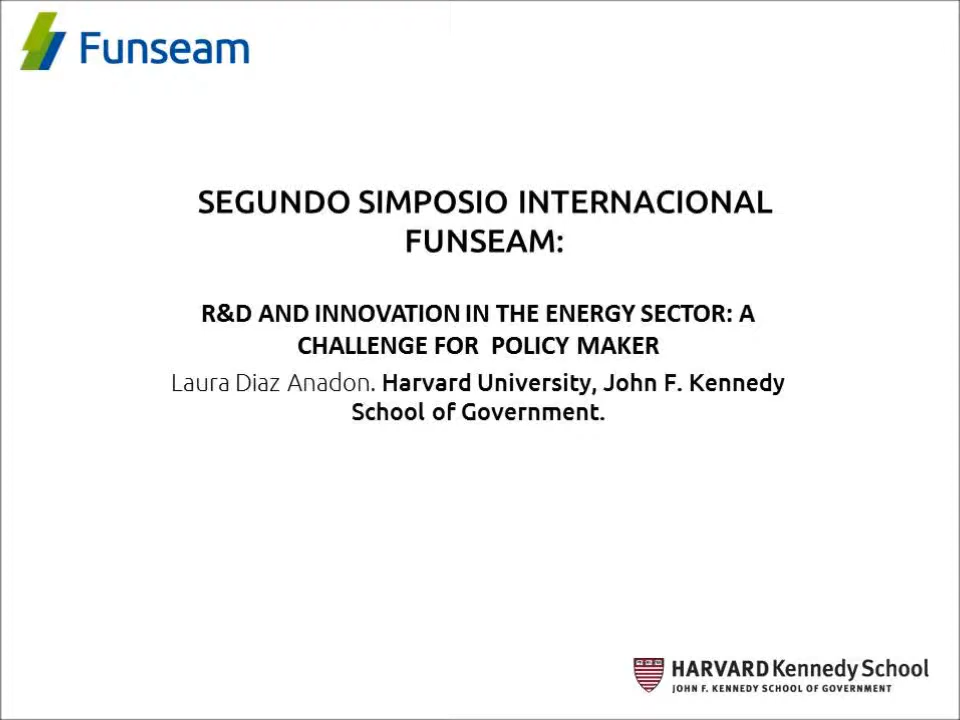 Funseam
SEGUNDO SIMPOSIO INTERNACIONAL
FUNSEAM:
R&D AND INNOVATION IN THE ENERGY SECTOR: A
CHALLENGE FOR POLICY MAKER
Laura Diaz Anadon. Harvard University, John F. Kennedy
School of Government.
HARVARD Kennedy School
JOHN F. KENNEDY SCHOOL OF GOVERNMENT